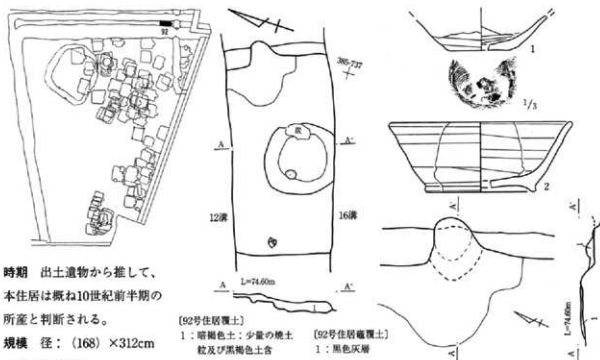 92
時期 出土遺物から推して、
本住居は概ね10世紀前半期の
所産と判断される。
規模 径：(168)×312cm
385-737
炭
A
A'
12溝
16溝
A
L=74.60m
A'
1
〔92号住居覆土〕
1：暗褐色土；少量の焼土
粒及び黒褐色土含
〔92号住居竈覆土〕
1：黒色灰層
1
1/3
2
A'
A
A'
L=74.60m
A
1